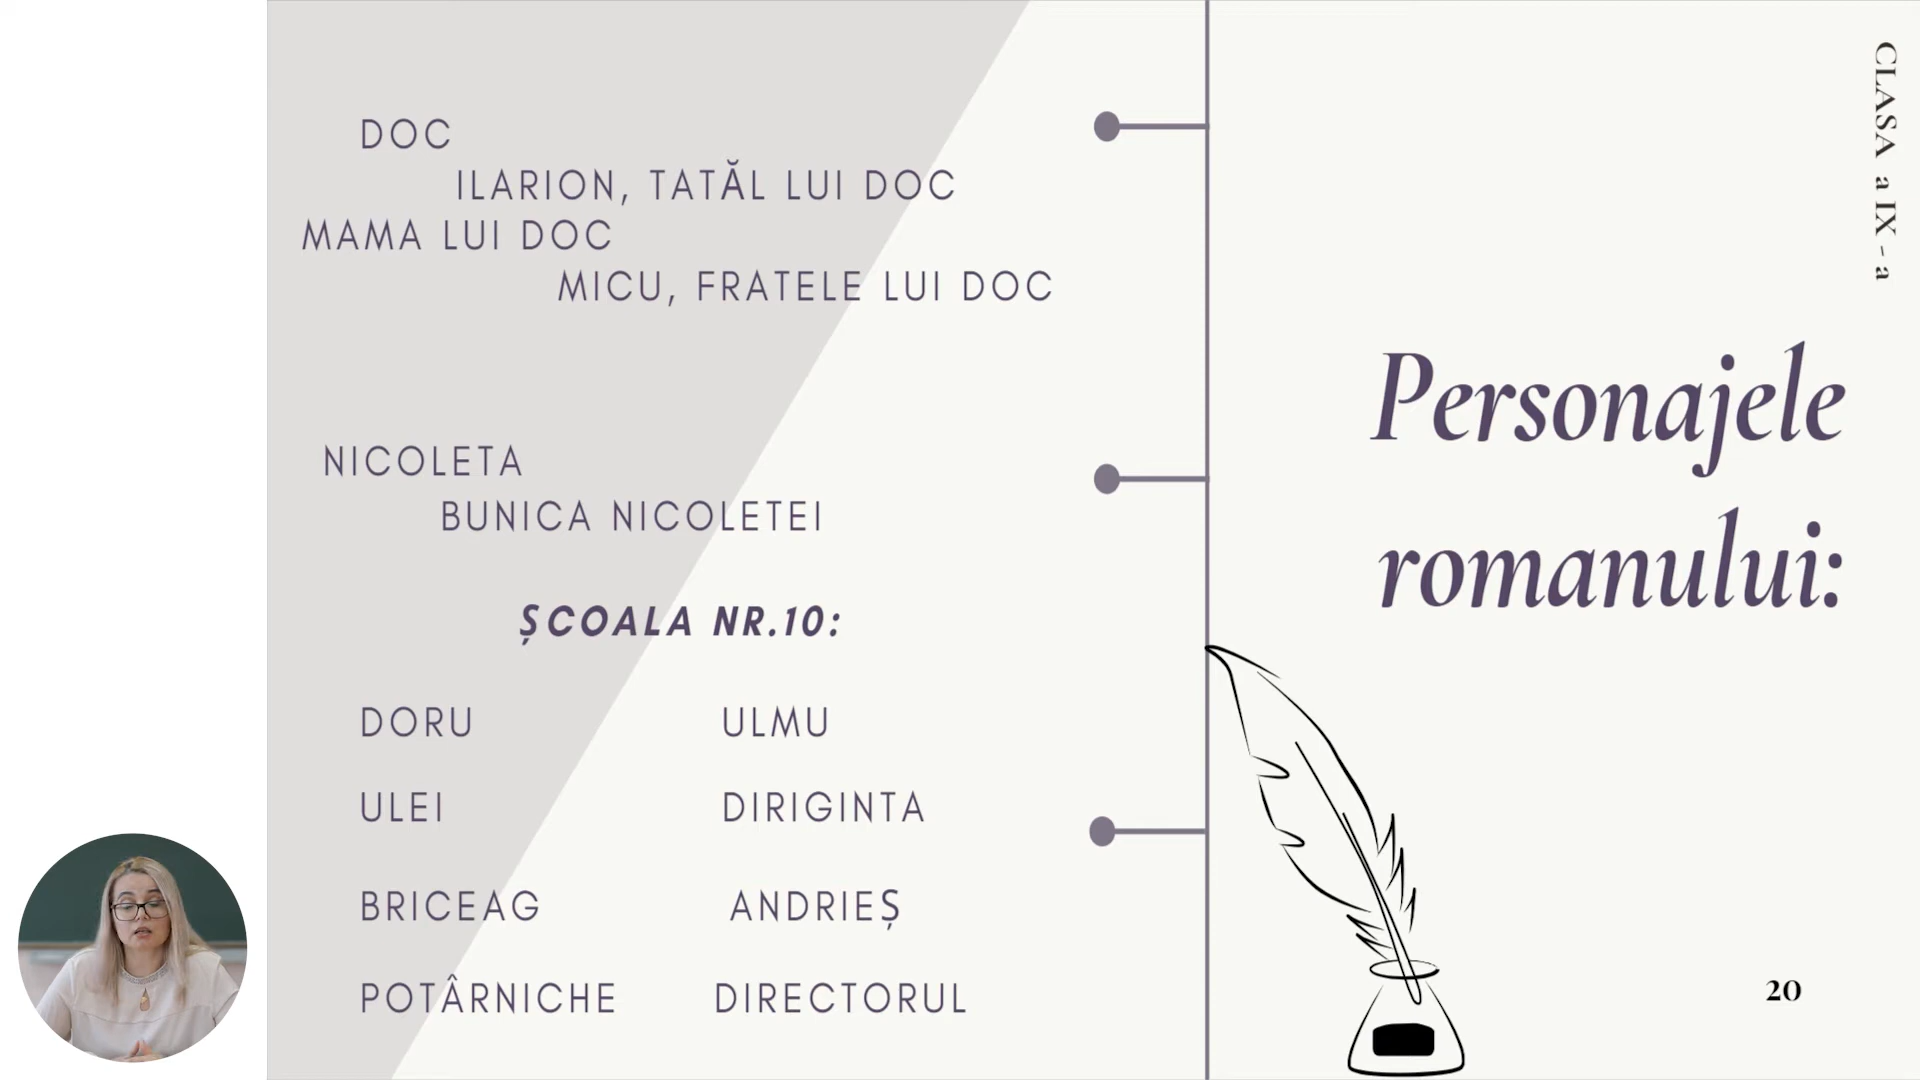 DOC
ILARION, TATĂL LUI DOC
MAMA LUI DOC
MICU, FRATELE LUI DOC
NICOLETA
BUNICA NICOLETEI
ȘCOALA NR.10:
DORU
ULMU
ULEI
DIRIGINTA
BRICEAG
ANDRIEȘ
POTÂRNICHE
DIRECTORUL
Personajele
romanului:
CLASA a IX - a
20